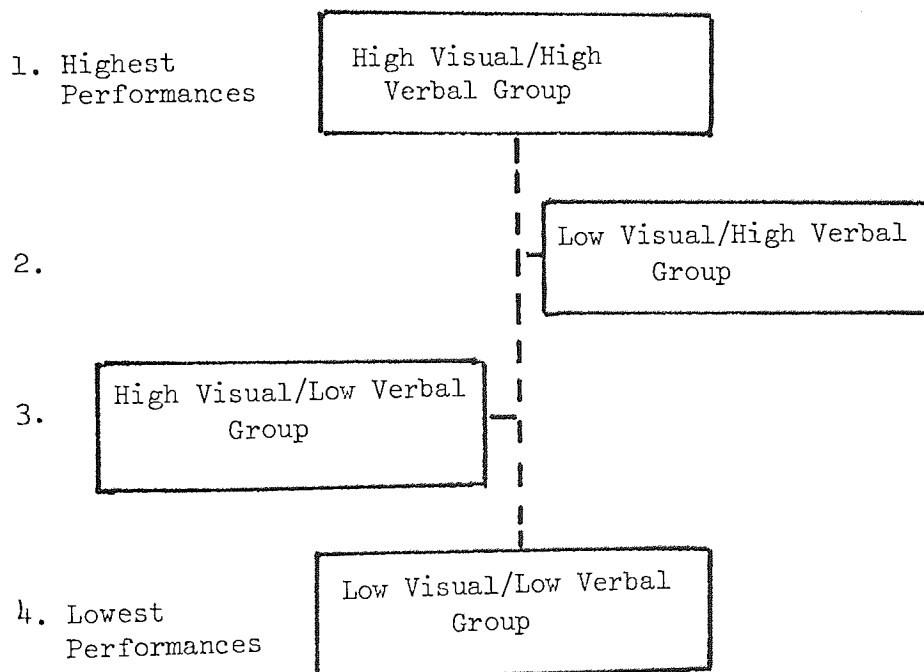 1. Highest
Performances
High Visual/High
Verbal Group
2.
Low Visual/High Verbal
Group
3.
High Visual/Low Verbal
Group
4. Lowest
Performances
Low Visual/Low Verbal
Group